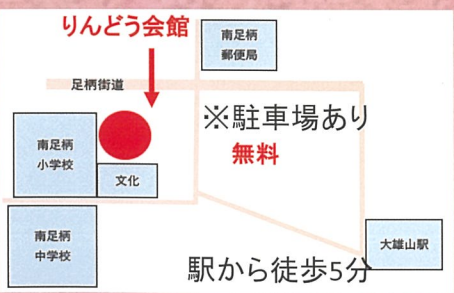 りんどう会館
南足柄
郵便局
足柄街道
※駐車場あり
無料
南足柄
小学校
文化
南足柄
中学校
大雄山駅
駅から徒歩5分